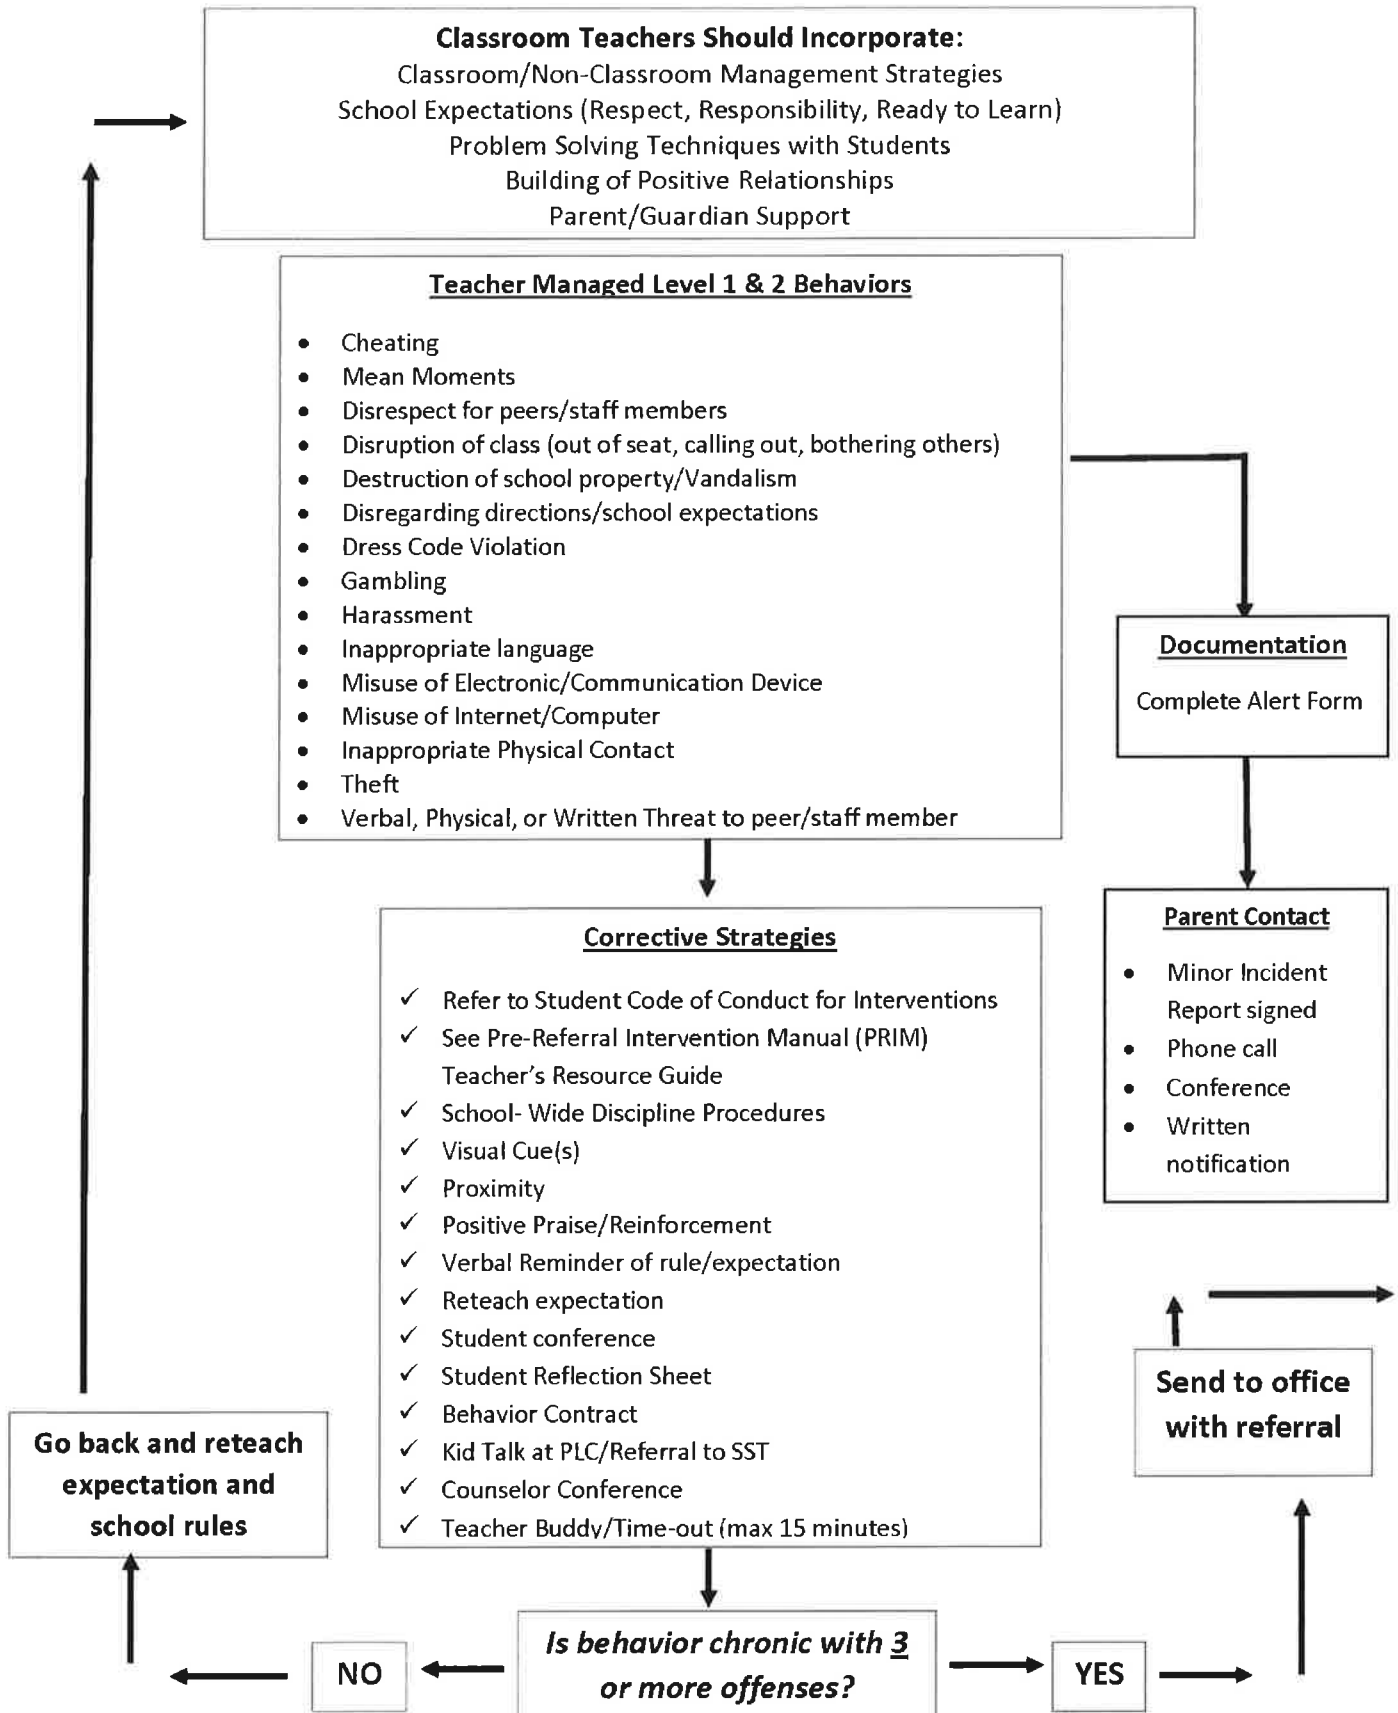 Classroom Teachers Should Incorporate:
Classroom/Non-Classroom Management Strategies
School Expectations (Respect, Responsibility, Ready to Learn)
Problem Solving Techniques with Students
Building of Positive Relationships
Parent/Guardian Support
Teacher Managed Level 1 & 2 Behaviors
• Cheating
• Mean Moments
• Disrespect for peers/staff members
• Disruption of class (out of seat, calling out, bothering others)
• Destruction of school property/Vandalism
• Disregarding directions/school expectations
• Dress Code Violation
• Gambling
• Harassment
• Inappropriate language
• Misuse of Electronic/Communication Device
• Misuse of Internet/Computer
• Inappropriate Physical Contact
• Theft
• Verbal, Physical, or Written Threat to peer/staff member
Documentation
Complete Alert Form
Parent Contact
• Minor Incident
Report signed
• Phone call
• Conference
• Written
notification
Corrective Strategies
✓ Refer to Student Code of Conduct for Interventions
✓ See Pre-Referral Intervention Manual (PRIM)
Teacher's Resource Guide
✓ School- Wide Discipline Procedures
✓ Visual Cue(s)
✓ Proximity
✓ Positive Praise/Reinforcement
✓ Verbal Reminder of rule/expectation
✓ Reteach expectation
✓ Student conference
✓ Student Reflection Sheet
✓ Behavior Contract
✓ Kid Talk at PLC/Referral to SST
✓ Counselor Conference
✓ Teacher Buddy/Time-out (max 15 minutes)
Is behavior chronic with 3
or more offenses?
NO
Go back and reteach
expectation and
school rules
YES
Send to office
with referral